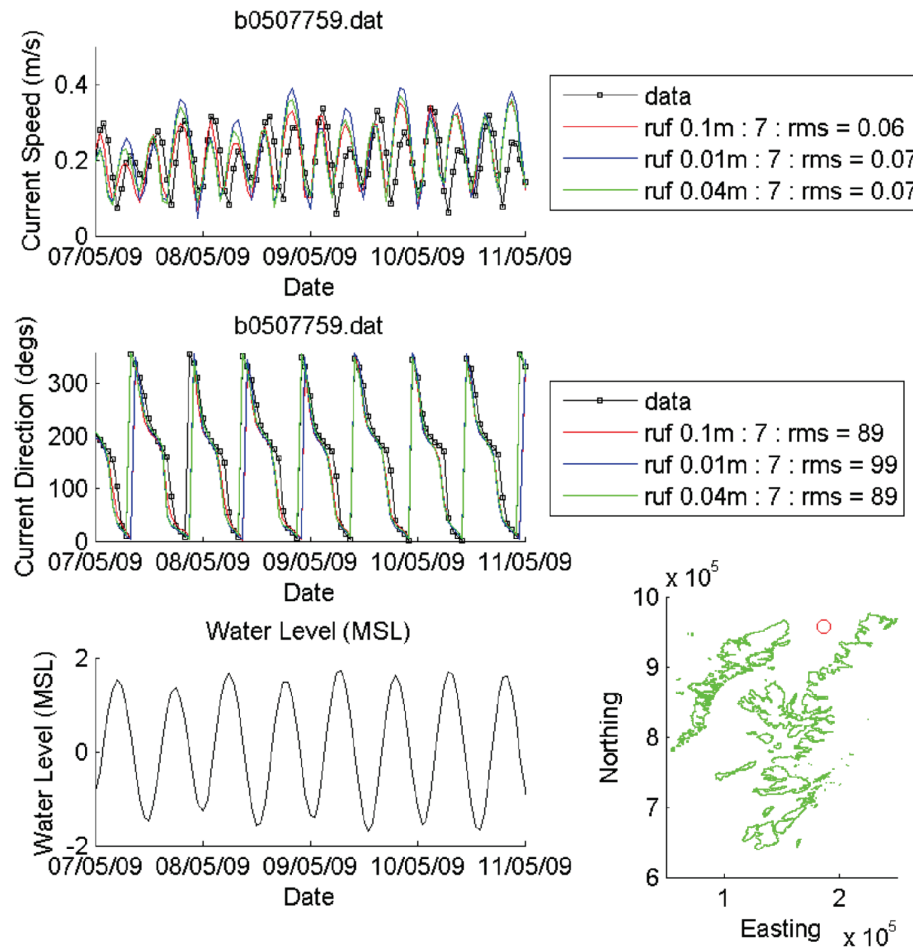 b0507759.dat
Current Speed (m/s)
0.4
0.2
0
07/05/09 08/05/09 09/05/09 10/05/09 11/05/09
Date
data
ruf 0.1m : 7 : rms = 0.06
ruf 0.01m : 7 : rms = 0.07
ruf 0.04m : 7 : rms = 0.07
b0507759.dat
Current Direction (degs)
300
200
100
0
07/05/09 08/05/09 09/05/09 10/05/09 11/05/09
Date
data
ruf 0.1m : 7 : rms = 89
ruf 0.01m : 7 : rms = 99
ruf 0.04m : 7 : rms = 89
Water Level (MSL)
Water Level (MSL)
2
0
-2
07/05/09 08/05/09 09/05/09 10/05/09 11/05/09
Date
x 10⁵
Northing
10
9
8
7
6
1 2
Easting
x 10⁵